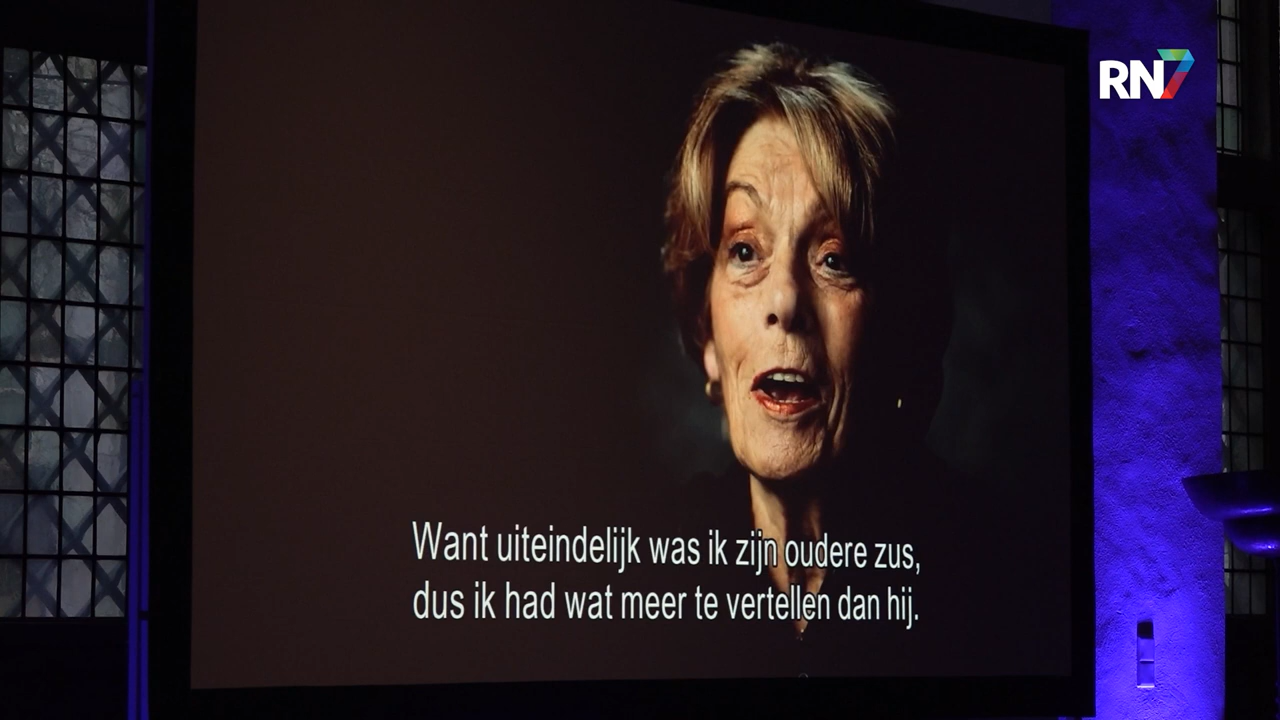 RN7
Want uiteindelijk was ik zijn oudere zus,
dus ik had wat meer te vertellen dan hij.